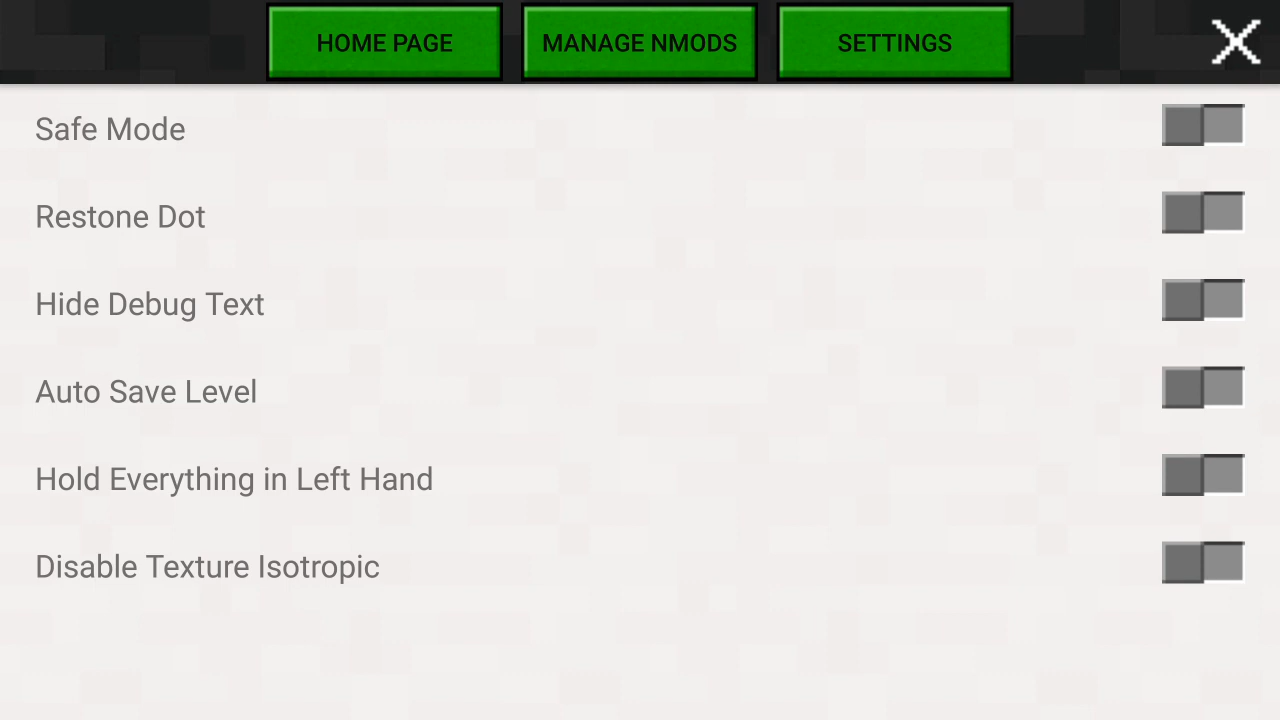 HOME PAGE
MANAGE NMODS
SETTINGS
Safe Mode
Restone Dot
Hide Debug Text
Auto Save Level
Hold Everything in Left Hand
Disable Texture Isotropic